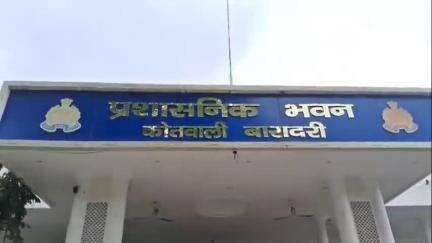 प्रशासनिक भवन
कोतवाली बारादरी